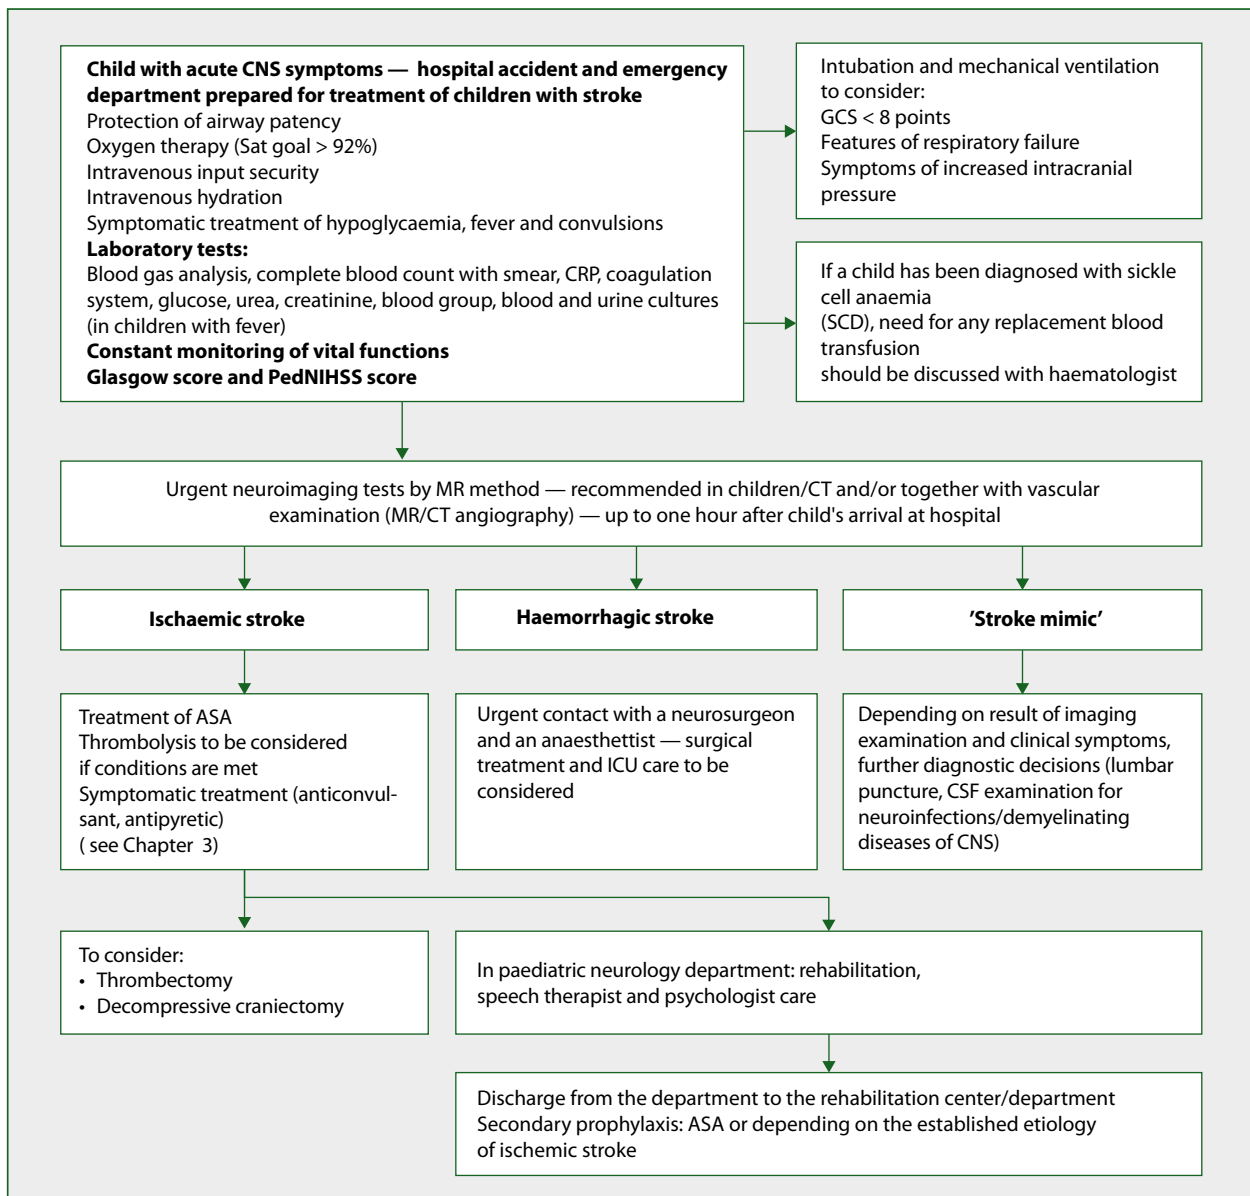 Child with acute CNS symptoms — hospital accident and emergency
department prepared for treatment of children with stroke
Protection of airway patency
Oxygen therapy (Sat goal > 92%)
Intravenous input security
Intravenous hydration
Symptomatic treatment of hypoglycaemia, fever and convulsions
Laboratory tests:
Blood gas analysis, complete blood count with smear, CRP, coagulation
system, glucose, urea, creatinine, blood group, blood and urine cultures
(in children with fever)
Constant monitoring of vital functions
Glasgow score and PedNIHSS score
Intubation and mechanical ventilation
to consider:
GCS < 8 points
Features of respiratory failure
Symptoms of increased intracranial
pressure
If a child has been diagnosed with sickle
cell anaemia
(SCD), need for any replacement blood
transfusion
should be discussed with haematologist
Urgent neuroimaging tests by MR method — recommended in children/CT and/or together with vascular
examination (MR/CT angiography) — up to one hour after child's arrival at hospital
Ischaemic stroke
Haemorrhagic stroke
’Stroke mimic’
Treatment of ASA
Thrombolysis to be considered
if conditions are met
Symptomatic treatment (anticonvul-
sant, antipyretic)
( see Chapter 3)
Urgent contact with a neurosurgeon
and an anaesthettist — surgical
treatment and ICU care to be
considered
Depending on result of imaging
examination and clinical symptoms,
further diagnostic decisions (lumbar
puncture, CSF examination for
neuroinfections/demyelinating
diseases of CNS)
To consider:
• Thrombectomy
• Decompressive craniectomy
In paediatric neurology department: rehabilitation,
speech therapist and psychologist care
Discharge from the department to the rehabilitation center/department
Secondary prophylaxis: ASA or depending on the established etiology
of ischemic stroke